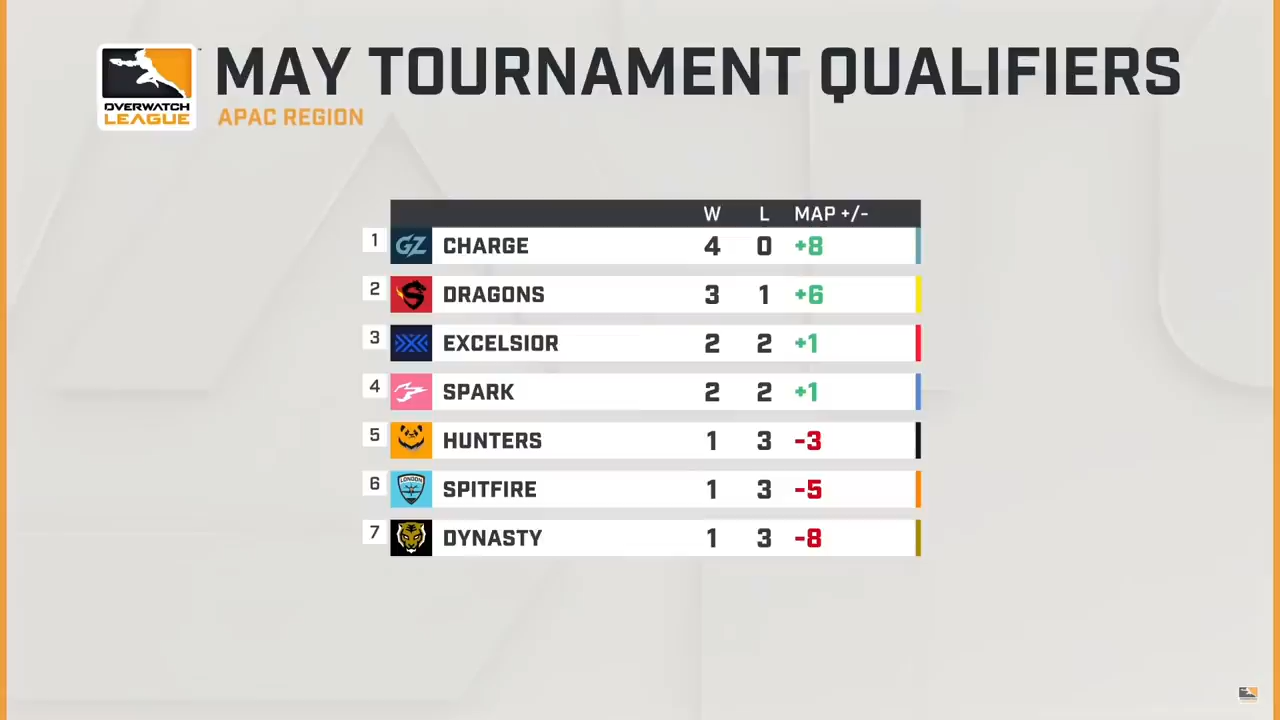 MAY TOURNAMENT QUALIFIERS
OVERWATCH
LEAGUE
APAC REGION
W L MAP +/-
1 GZ CHARGE 4 0 +8
2 S DRAGONS 3 1 +6
3 EXCELSIOR 2 2 +1
4 SPARK 2 2 +1
5 HUNTERS 1 3 -3
6 LONDON SPITFIRE 1 3 -5
7 DYNASTY 1 3 -8